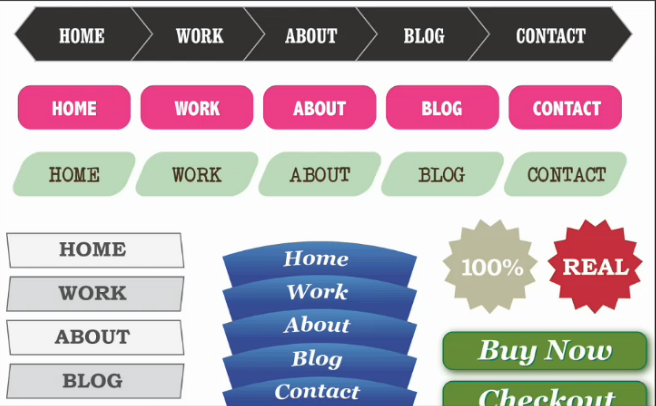 HOME WORK ABOUT BLOG CONTACT
HOME WORK ABOUT BLOG CONTACT
HOME WORK ABOUT BLOG CONTACT
HOME
WORK
ABOUT
BLOG
Home
Work
About
Blog
Contact
100% REAL
Buy Now
Checkout